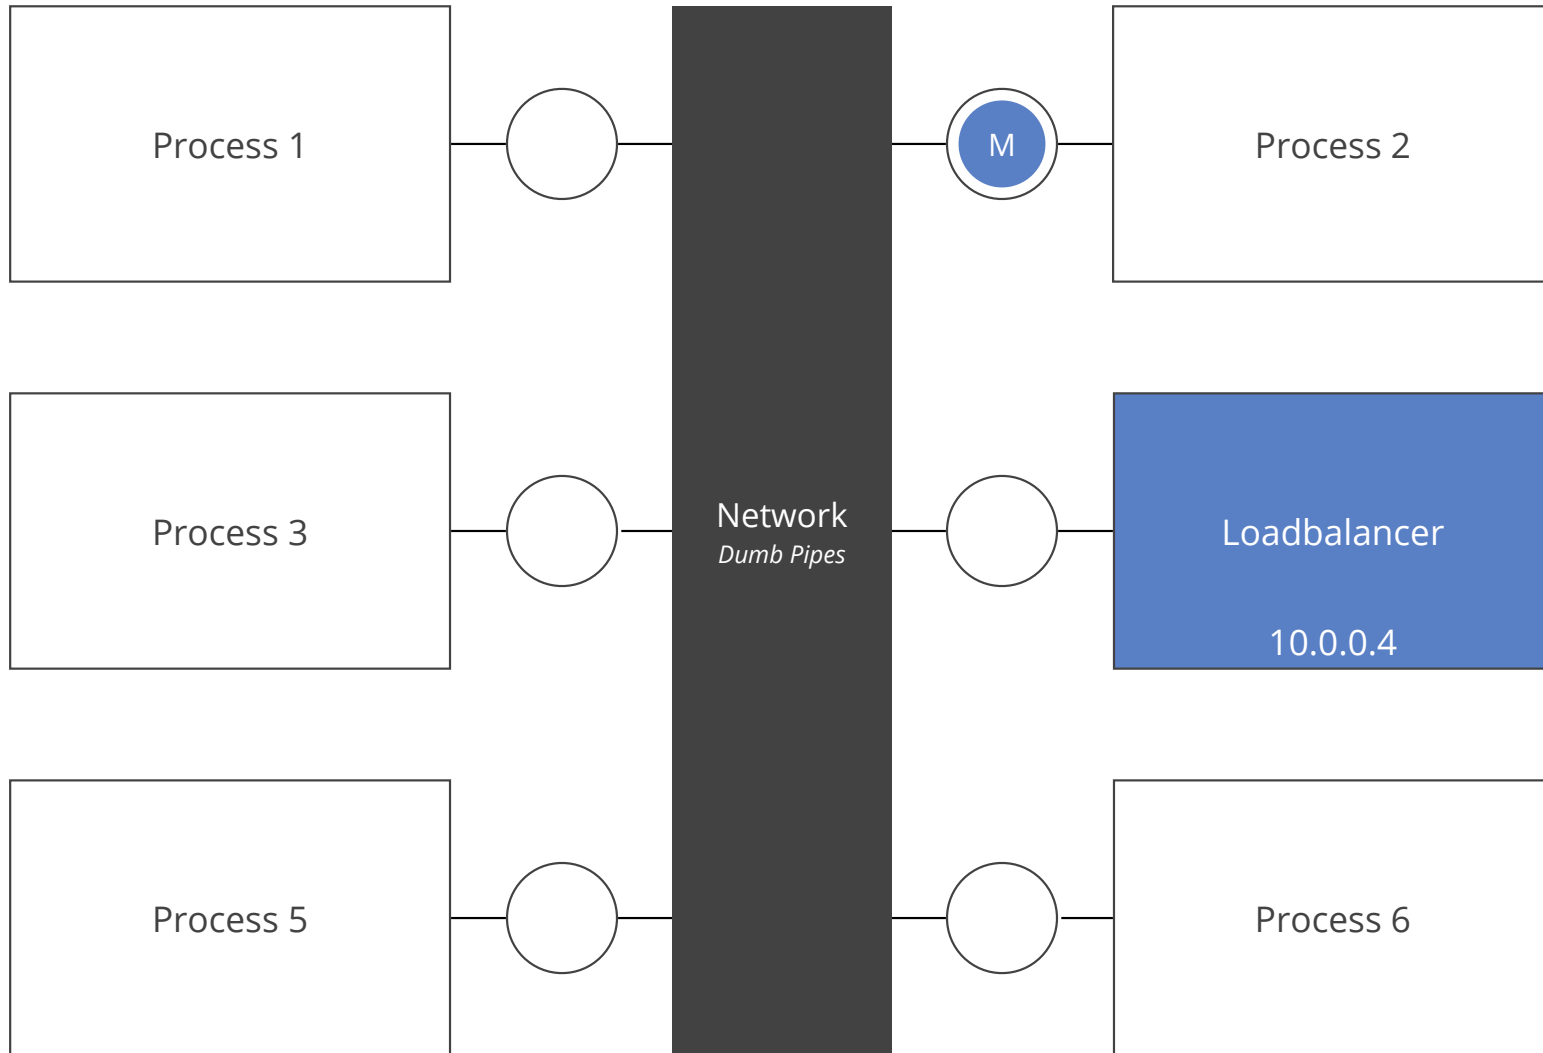 Process 1
M
Process 2
Process 3
Network
Dumb Pipes
Loadbalancer
10.0.0.4
Process 5
Process 6